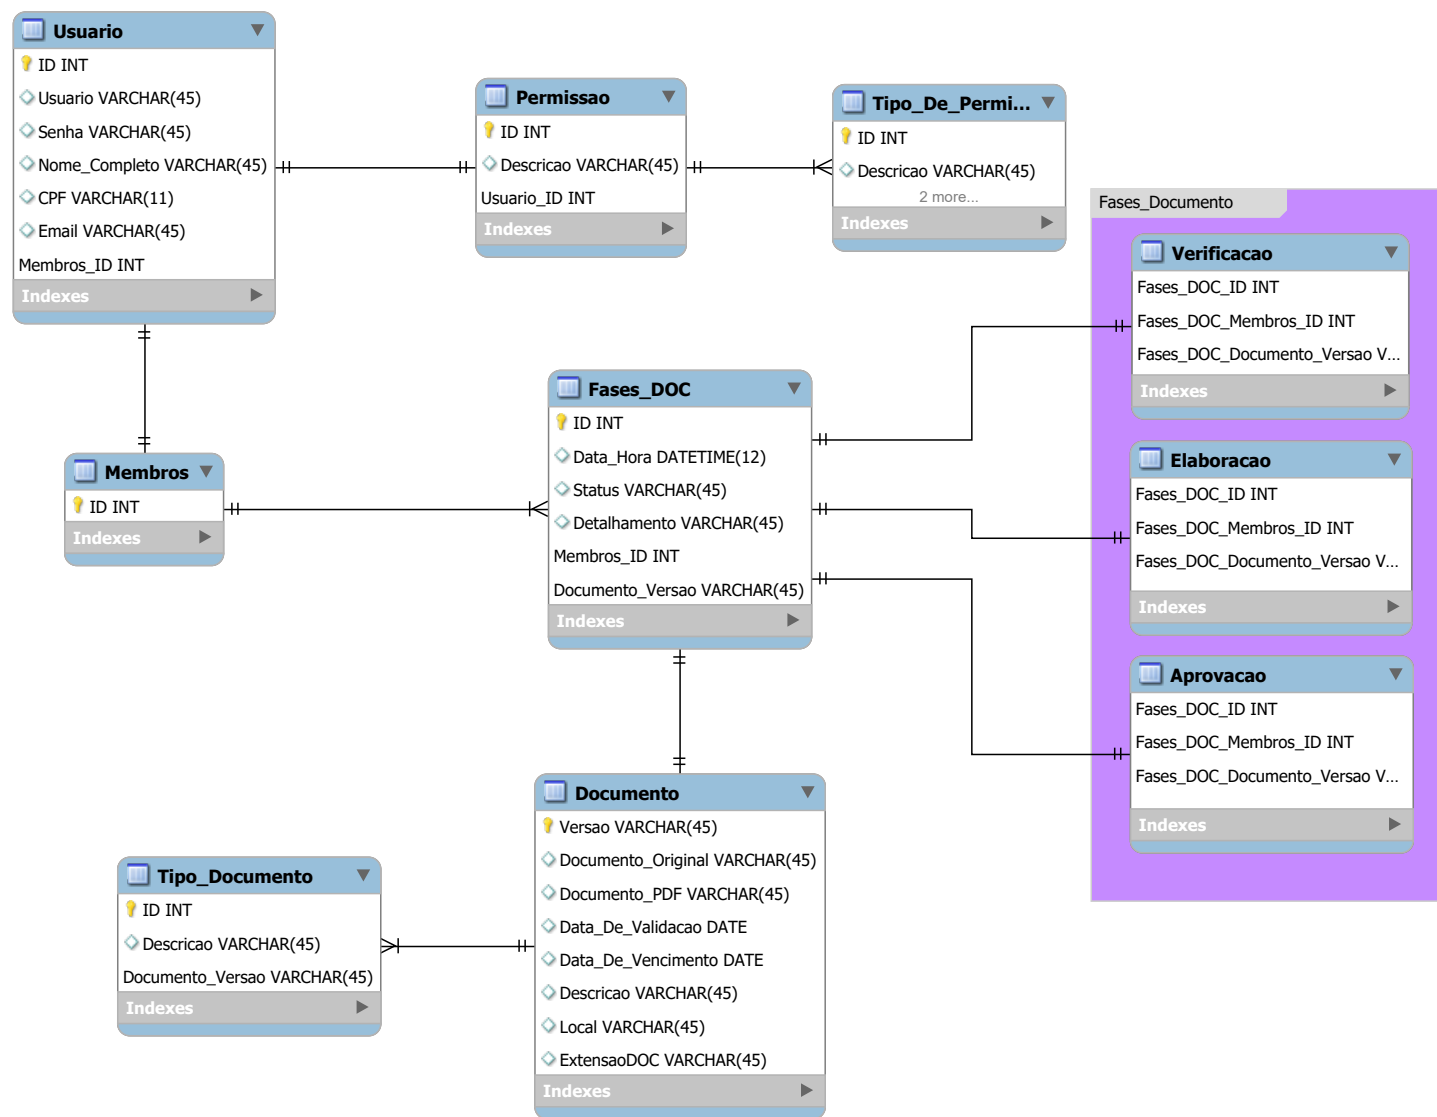 Usuario
ID INT
Usuario VARCHAR(45)
Senha VARCHAR(45)
Nome_Completo VARCHAR(45)
CPF VARCHAR(11)
Email VARCHAR(45)
Membros_ID INT
Indexes
Permissao
ID INT
Descricao VARCHAR(45)
Usuario_ID INT
Indexes
Tipo_De_Permi...
ID INT
Descricao VARCHAR(45)
2 more...
Indexes
Fases_Documento
Verificacao
Fases_DOC_ID INT
Fases_DOC_Membros_ID INT
Fases_DOC_Documento_Versao V...
Indexes
Elaboracao
Fases_DOC_ID INT
Fases_DOC_Membros_ID INT
Fases_DOC_Documento_Versao V...
Indexes
Aprovacao
Fases_DOC_ID INT
Fases_DOC_Membros_ID INT
Fases_DOC_Documento_Versao V...
Indexes
Fases_DOC
ID INT
Data_Hora DATETIME(12)
Status VARCHAR(45)
Detalhamento VARCHAR(45)
Membros_ID INT
Documento_Versao VARCHAR(45)
Indexes
Membros
ID INT
Indexes
Documento
Versao VARCHAR(45)
Documento_Original VARCHAR(45)
Documento_PDF VARCHAR(45)
Data_De_Validacao DATE
Data_De_Vencimento DATE
Descricao VARCHAR(45)
Local VARCHAR(45)
ExtensaoDOC VARCHAR(45)
Indexes
Tipo_Documento
ID INT
Descricao VARCHAR(45)
Documento_Versao VARCHAR(45)
Indexes